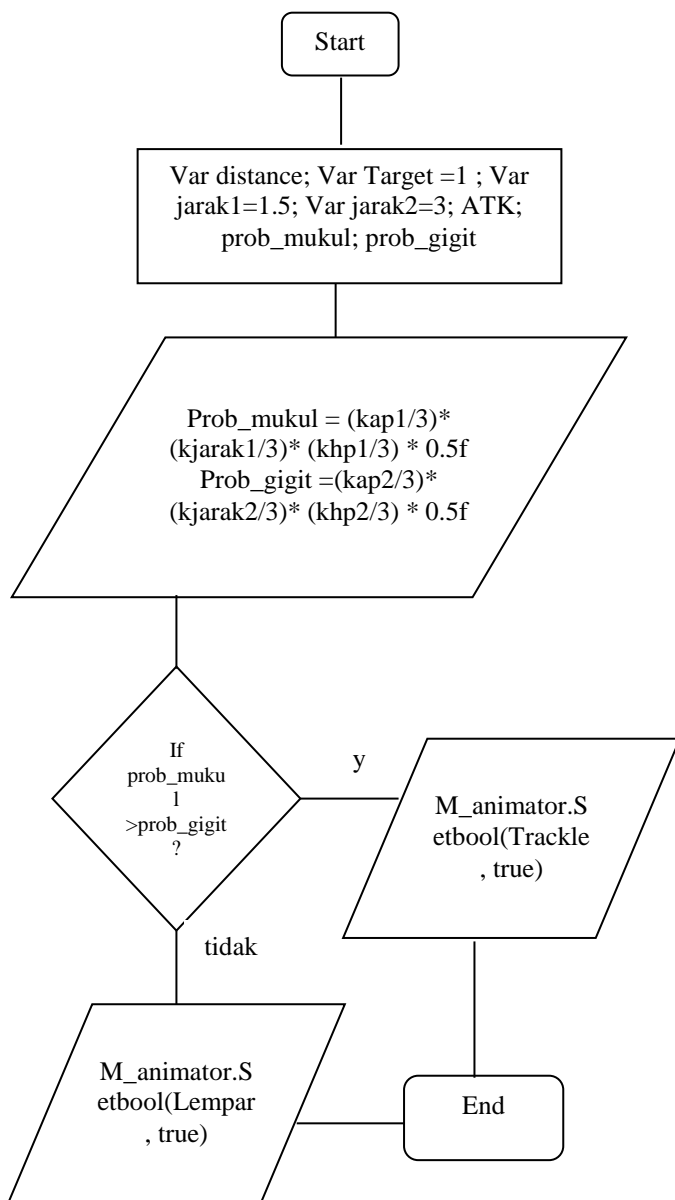 Start
Var distance; Var Target =1 ; Var
jarak1=1.5; Var jarak2=3; ATK;
prob_mukul; prob_gigit
Prob_mukul = (kap1/3)*
(kjarak1/3)* (khp1/3) * 0.5f
Prob_gigit =(kap2/3)*
(kjarak2/3)* (khp2/3) * 0.5f
If
prob_muku
l
>prob_gigit
?
y
M_animator.S
etbool(Trackle
, true)
tidak
M_animator.S
etbool(Lempar
, true)
End